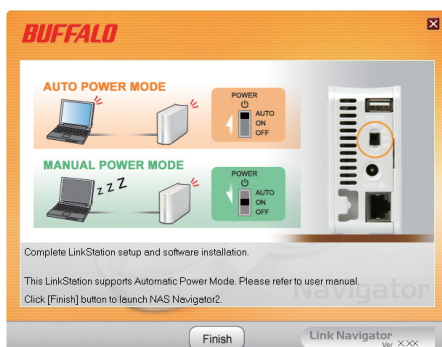 BUFFALO
AUTO POWER MODE
POWER
AUTO
ON
OFF
MANUAL POWER MODE
z z Z
POWER
AUTO
ON
OFF
Complete LinkStation setup and software installation.
This LinkStation supports Automatic Power Mode. Please refer to user manual.
Click [Finish] button to launch NAS Navigator2.
Navigator
Finish
Link Navigator
Ver X.XX